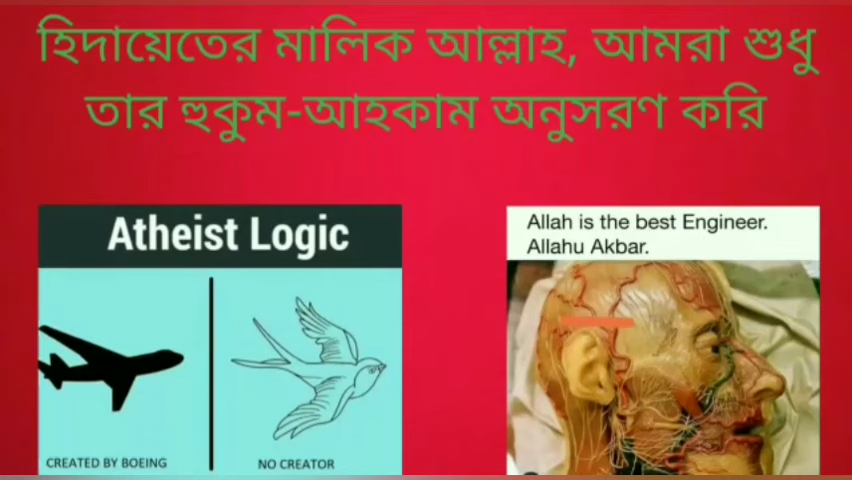 হিদায়েতের মালিক আল্লাহ, আমরা শুধু
তার হুকুম-আহকাম অনুসরণ করি
Atheist Logic
CREATED BY BOEING
NO CREATOR
Allah is the best Engineer.
Allahu Akbar.